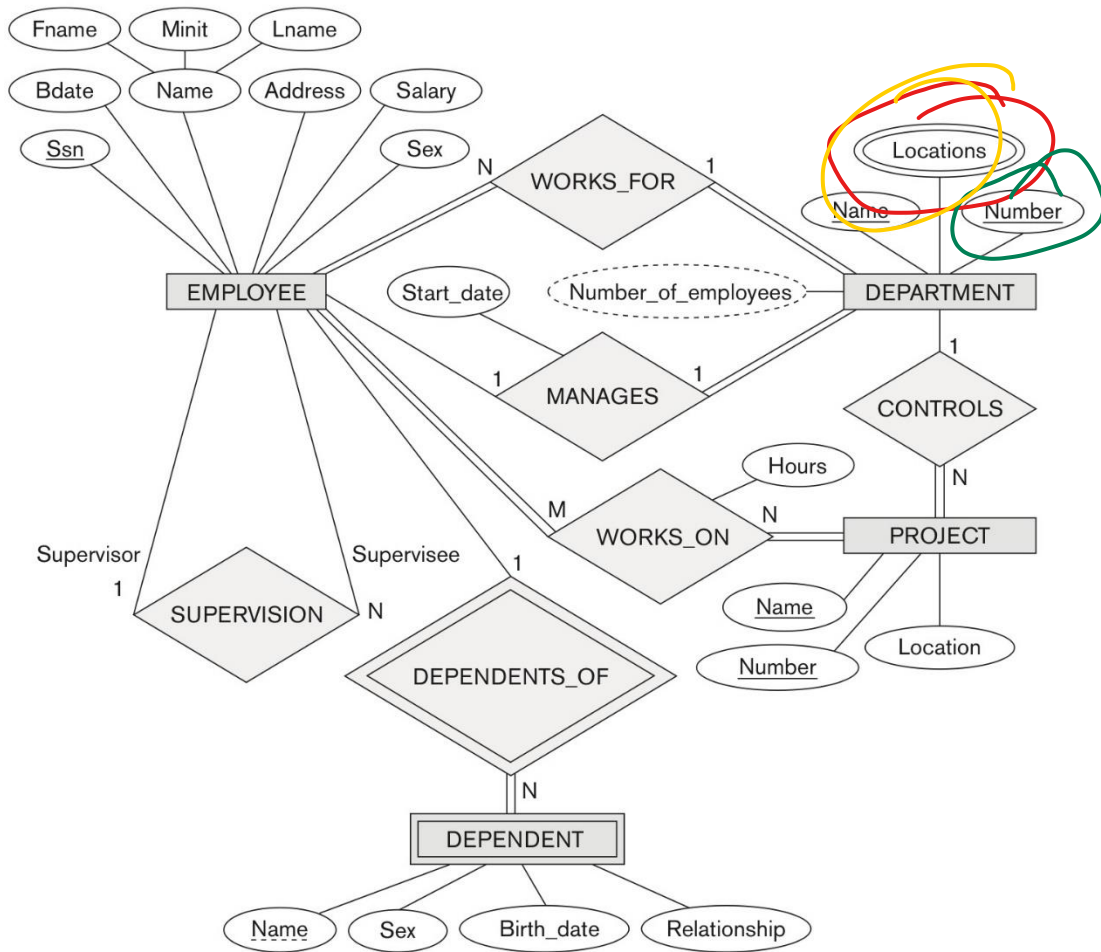 Fname Minit Lname
Bdate Name Address Salary
Ssn Sex
Locations
Name Number
N WORKS_FOR 1
EMPLOYEE Start_date Number_of_employees DEPARTMENT
1 MANAGES 1
1
CONTROLS
N
Hours
M WORKS_ON N PROJECT
Supervisor Supervisee
1 SUPERVISION N
1
Name
Number Location
DEPENDENTS_OF
N
DEPENDENT
Name Sex Birth_date Relationship